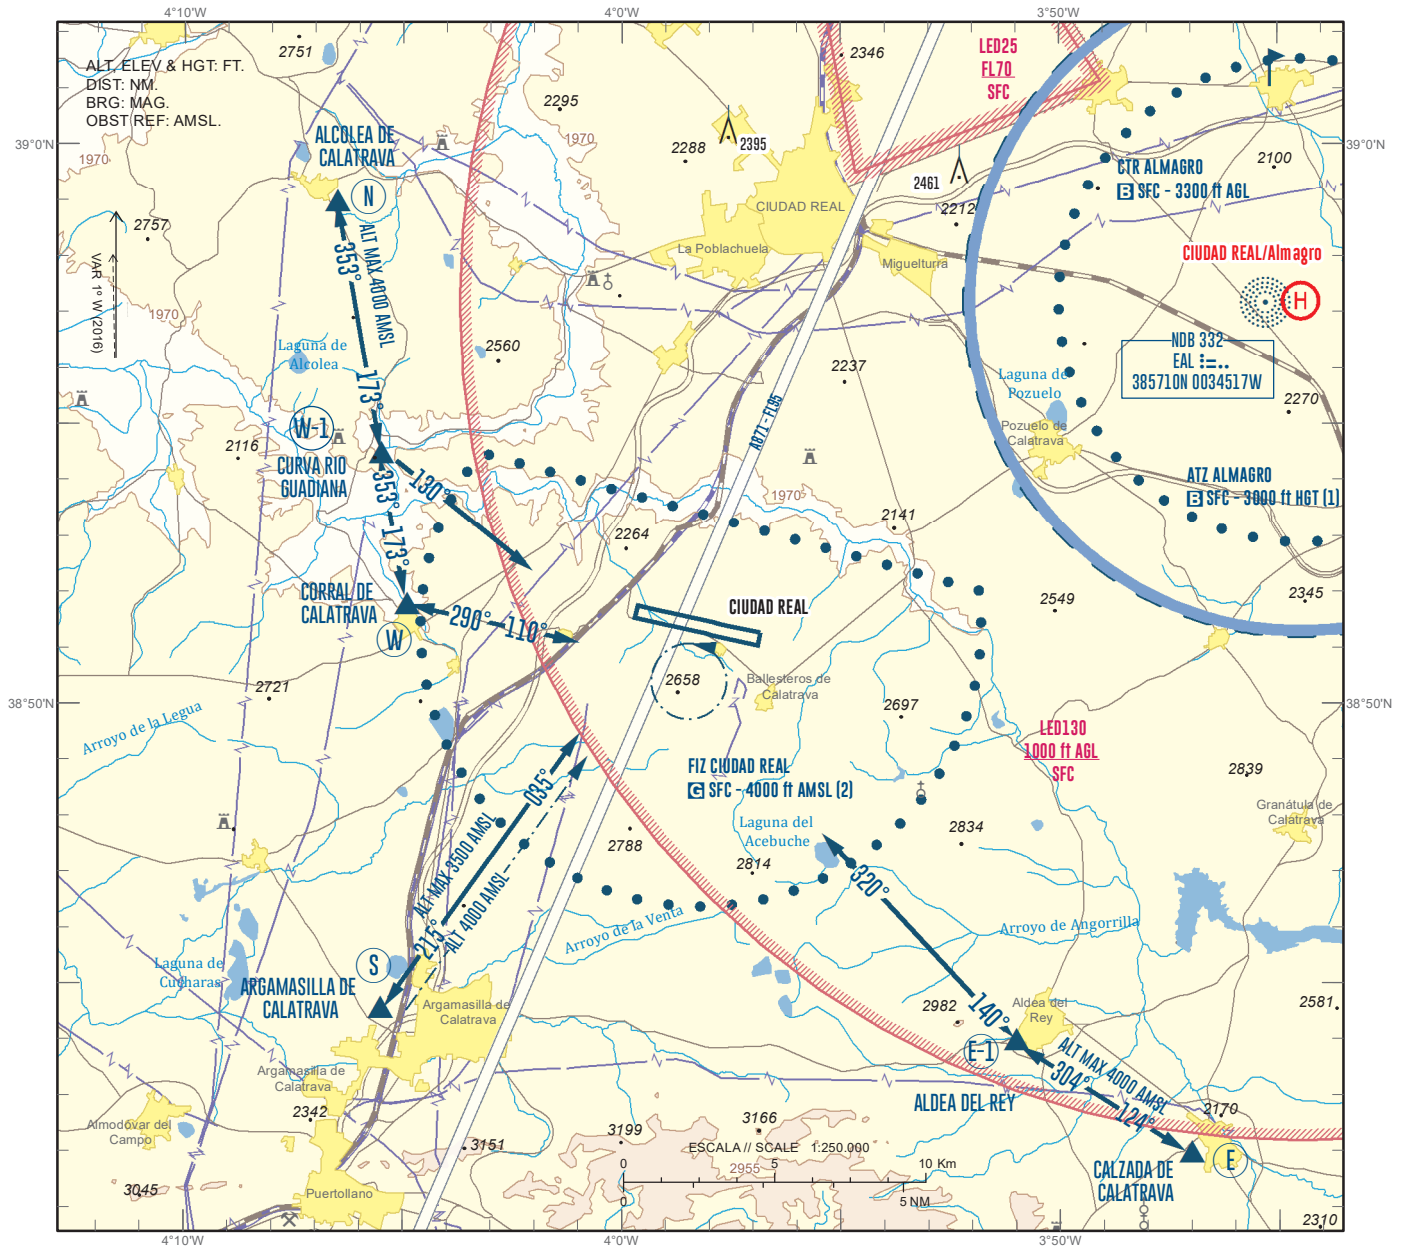 4°10'W
4°0'W
3°50'W
2751
ALT, ELEV & HGT: FT.
DIST: NM.
BRG: MAG.
OBST REF: AMSL.
2346
LED25
FL70
SFC
2295
ALCOLEA DE
CALATRAVA
1970
2288
2395
39°0'N
39°0'N
1970
2100
CTR ALMAGRO
B SFC - 3300 ft AGL
2461
N
CIUDAD REAL
2212
2757
La Poblachuela
Miguelturra
CIUDAD REAL/Almagro
VAR 1° W (2016)
353°
ALT MAX 4000 AMSL
H
1970
NDB 332
EAL
385710N 0034517W
Laguna de
Alcolea
2560
2237
Laguna de
Pozuelo
173°
2270
A871 - FL95
W-1
Pozuelo de
Calatrava
2116
CURVA RIO
GUADIANA
353°
130°
ATZ ALMAGRO
B SFC - 3000 ft HGT (1)
1970
2141
173°
2264
CORRAL DE
CALATRAVA
2549
2345
CIUDAD REAL
290°
110°
W
2721
2658
Ballesteros de
Calatrava
2697
38°50'N
38°50'N
Arroyo de la Legua
LED130
1000 ft AGL
SFC
FIZ CIUDAD REAL
G SFC - 4000 ft AMSL (2)
035°
2839
Granátula de
Calatrava
Laguna del
Acebuche
2834
2788
2814
ALT MAX 3500 AMSL
ALT 4000 AMSL
320°
215°
Arroyo de la Venta
Arroyo de Angorrilla
S
Laguna de
Cucharas
ARGAMASILLA DE
CALATRAVA
Argamasilla de
Calatrava
2982
Aldea del
Rey
2581
140°
E-1
ALT MAX 4000 AMSL
304°
Argamasilla de
Calatrava
ALDEA DEL REY
124°
2342
2170
Almodóvar del
Campo
3199
3166
3151
ESCALA // SCALE 1:250.000
2955
0
5
10 Km
0
5 NM
CALZADA DE
CALATRAVA
E
3045
Puertollano
2310
4°10'W
4°0'W
3°50'W